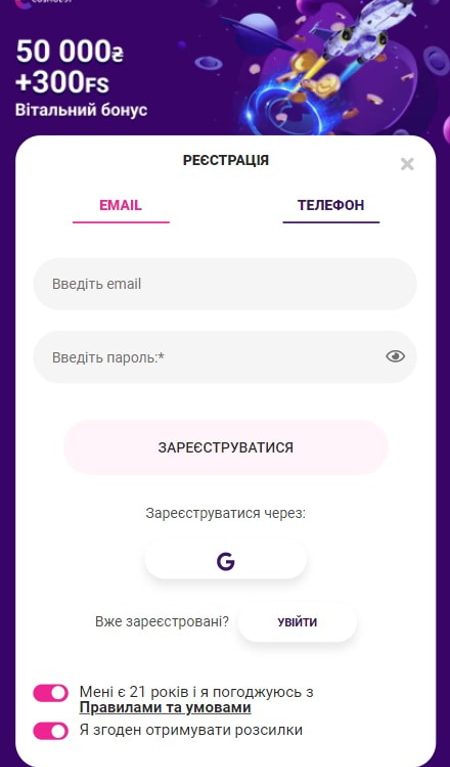 50 000₴
+300FS
Вітальний бонус
РЕЄСТРАЦІЯ
EMAIL
ТЕЛЕФОН
Введіть email
Введіть пароль:*
ЗАРЕЄСТРУВАТИСЯ
Зареєструватися через:
G
Вже зареєстровані?
УВІЙТИ
Мені є 21 років і я погоджуюсь з
Правилами та умовами
Я згоден отримувати розсилки